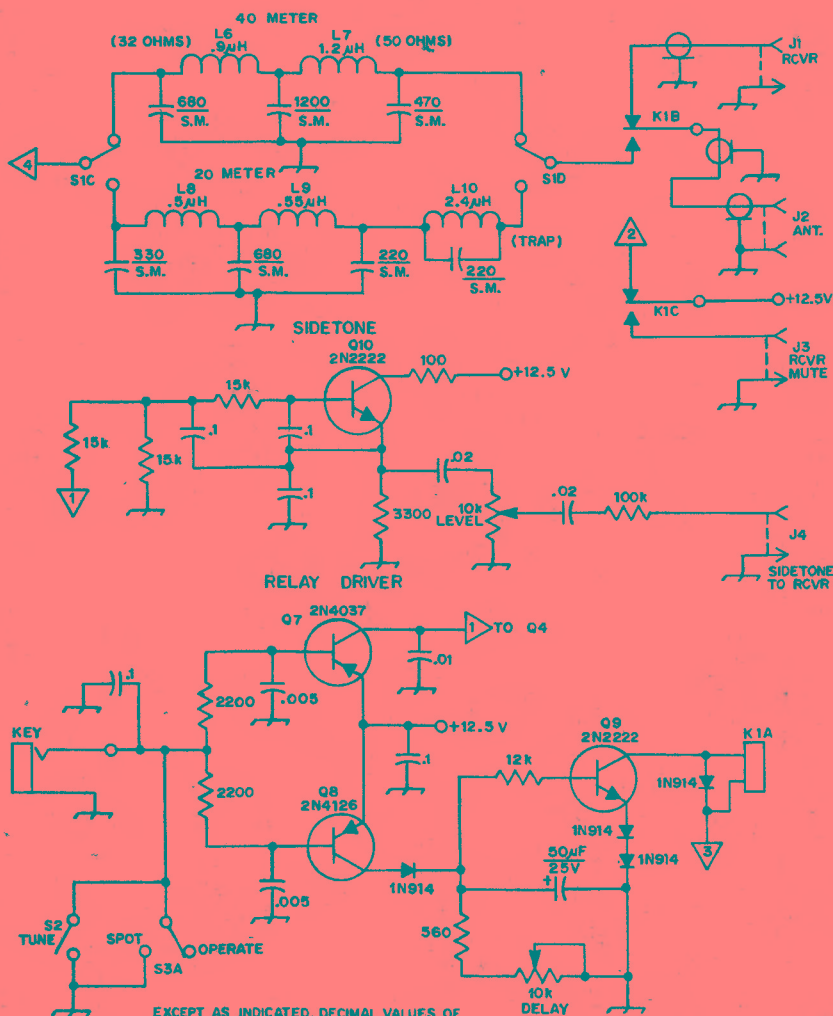 40 METER
(32 OHMS)
L6
.9µH
L7
1.2µH
(50 OHMS)
J1
RCVR
680
S.M.
1200
S.M.
470
S.M.
K1B
4
S1C
S1D
20 METER
L8
.5µH
L9
.55µH
L10
2.4µH
(TRAP)
J2
ANT.
330
S.M.
680
S.M.
220
S.M.
220
S.M.
2
+12.5V
K1C
J3
RCVR
MUTE
SIDETONE
Q10
2N2222
100
+12.5 V
15k
.1
.1
15k
15k
1
.1
.02
3300
10k
LEVEL
.02
100k
J4
SIDETONE
TO RCVR
RELAY DRIVER
Q7
2N4037
1
TO Q4
.01
.1
2200
.005
+12.5 V
KEY
.1
Q9
2N2222
K1A
12k
1N914
2200
Q8
2N4126
1N914
3
50µF
25V
+
1N914
1N914
.005
S2
TUNE
SPOT
OPERATE
S3A
560
10k
DELAY
EXCEPT AS INDICATED, DECIMAL VALUES OF